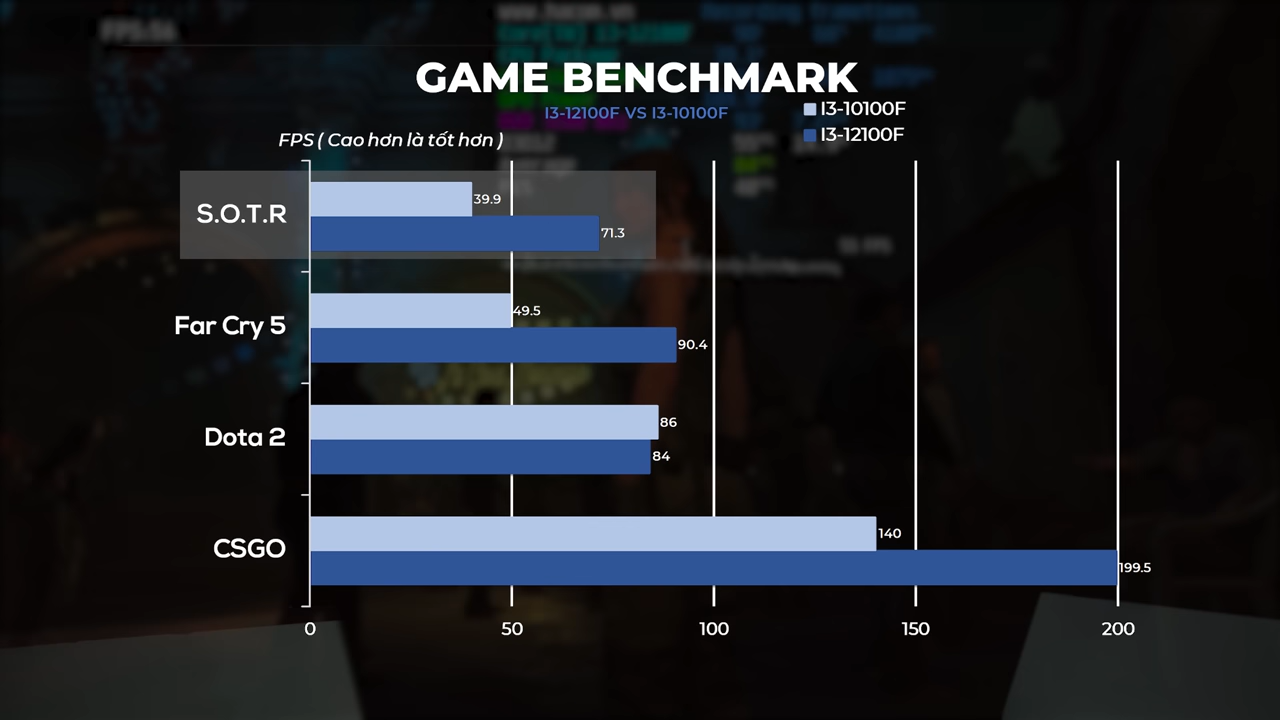 GAME BENCHMARK
I3-12100F VS I3-10100F
I3-10100F
I3-12100F
FPS ( Cao hơn là tốt hơn )
S.O.T.R
39.9
71.3
Far Cry 5
49.5
90.4
Dota 2
86
84
CSGO
140
199.5
0 50 100 150 200